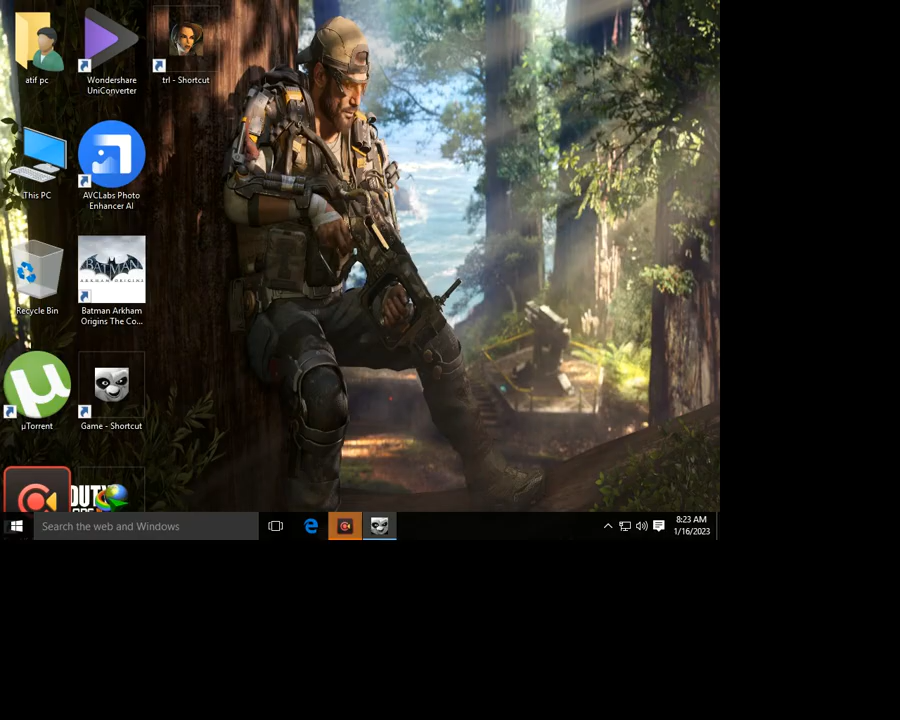 atif pc
Wondershare
UniConverter
trl - Shortcut
This PC
AVCLabs Photo
Enhancer AI
BATMAN
ARKHAM ORIGINS
Recycle Bin
Batman Arkham
Origins The Co...
µTorrent
Game - Shortcut
DUTY
Search the web and Windows
8:23 AM
1/16/2023